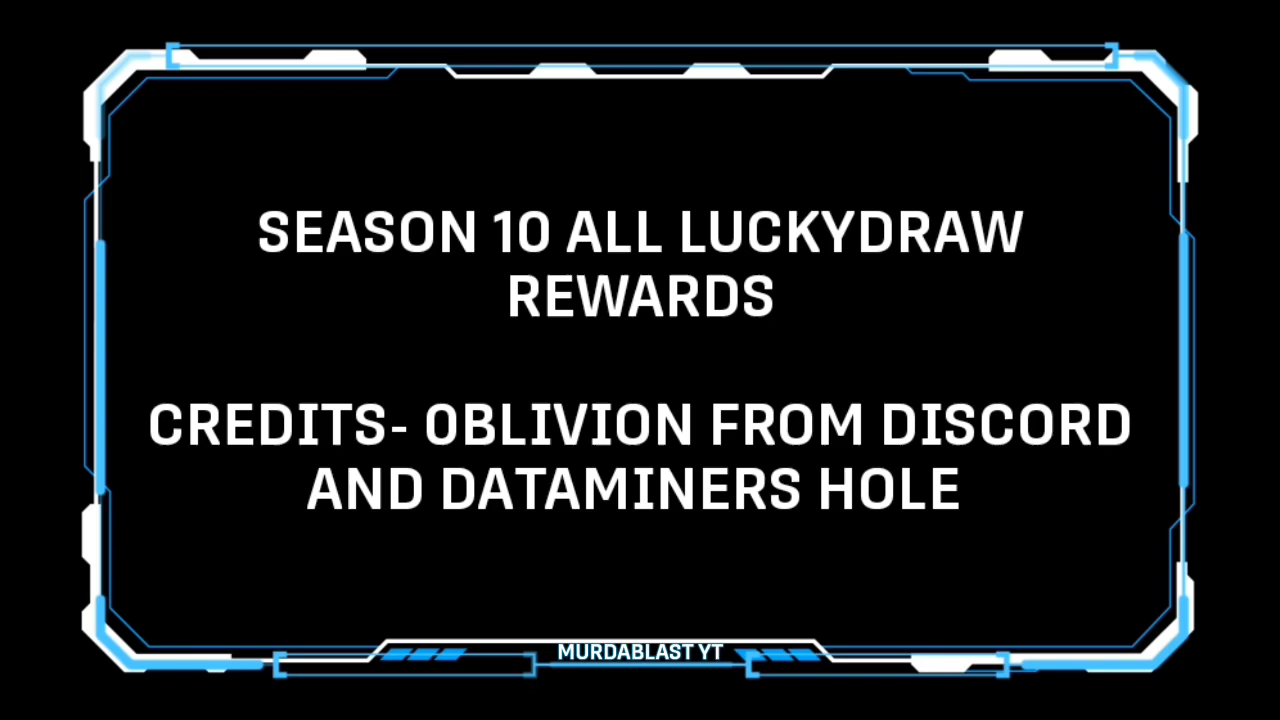 SEASON 10 ALL LUCKYDRAW
REWARDS
CREDITS- OBLIVION FROM DISCORD
AND DATAMINERS HOLE
MURDABLAST YT